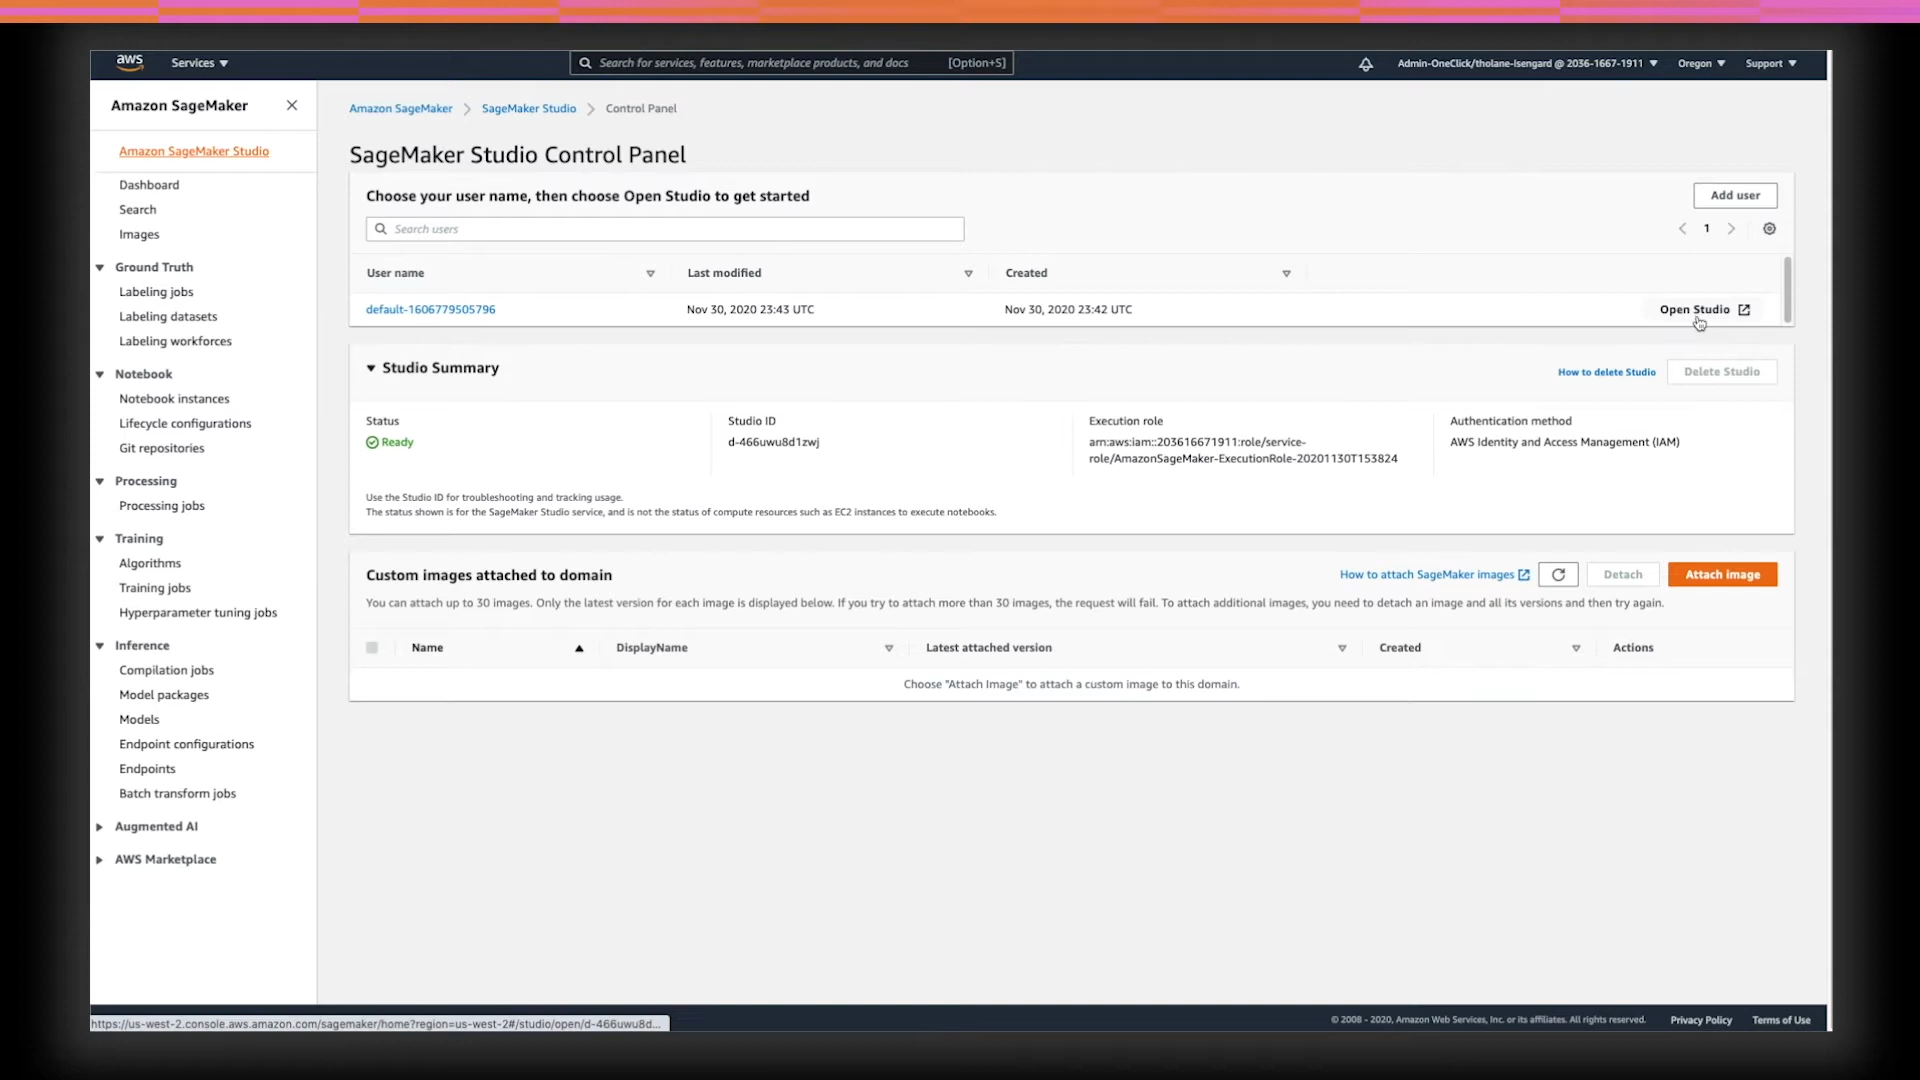 aws
Services
Search for services, features, marketplace products, and docs [Option+S]
Admin-OneClick/tholane-Isengard @ 2036-1667-1911
Oregon
Support
Amazon SageMaker
Amazon SageMaker Studio
Dashboard
Search
Images
Ground Truth
Labeling jobs
Labeling datasets
Labeling workforces
Notebook
Notebook instances
Lifecycle configurations
Git repositories
Processing
Processing jobs
Training
Algorithms
Training jobs
Hyperparameter tuning jobs
Inference
Compilation jobs
Model packages
Models
Endpoint configurations
Endpoints
Batch transform jobs
Augmented AI
AWS Marketplace
Amazon SageMaker > SageMaker Studio > Control Panel
SageMaker Studio Control Panel
Choose your user name, then choose Open Studio to get started
Add user
Search users
1
User name Last modified Created
default-1606779505796 Nov 30, 2020 23:43 UTC Nov 30, 2020 23:42 UTC Open Studio
Studio Summary
How to delete Studio
Delete Studio
Status
Ready
Studio ID
d-466uwu8d1zwj
Execution role
arn:aws:iam::203616671911:role/service-
role/AmazonSageMaker-ExecutionRole-20201130T153824
Authentication method
AWS Identity and Access Management (IAM)
Use the Studio ID for troubleshooting and tracking usage.
The status shown is for the SageMaker Studio service, and is not the status of compute resources such as EC2 instances to execute notebooks.
Custom images attached to domain
How to attach SageMaker images
Detach
Attach image
You can attach up to 30 images. Only the latest version for each image is displayed below. If you try to attach more than 30 images, the request will fail. To attach additional images, you need to detach an image and all its versions and then try again.
Name DisplayName Latest attached version Created Actions
Choose "Attach Image" to attach a custom image to this domain.
https://us-west-2.console.aws.amazon.com/sagemaker/home?region=us-west-2#/studio/open/d-466uwu8d...
© 2008 - 2020, Amazon Web Services, Inc. or its affiliates. All rights reserved.
Privacy Policy
Terms of Use